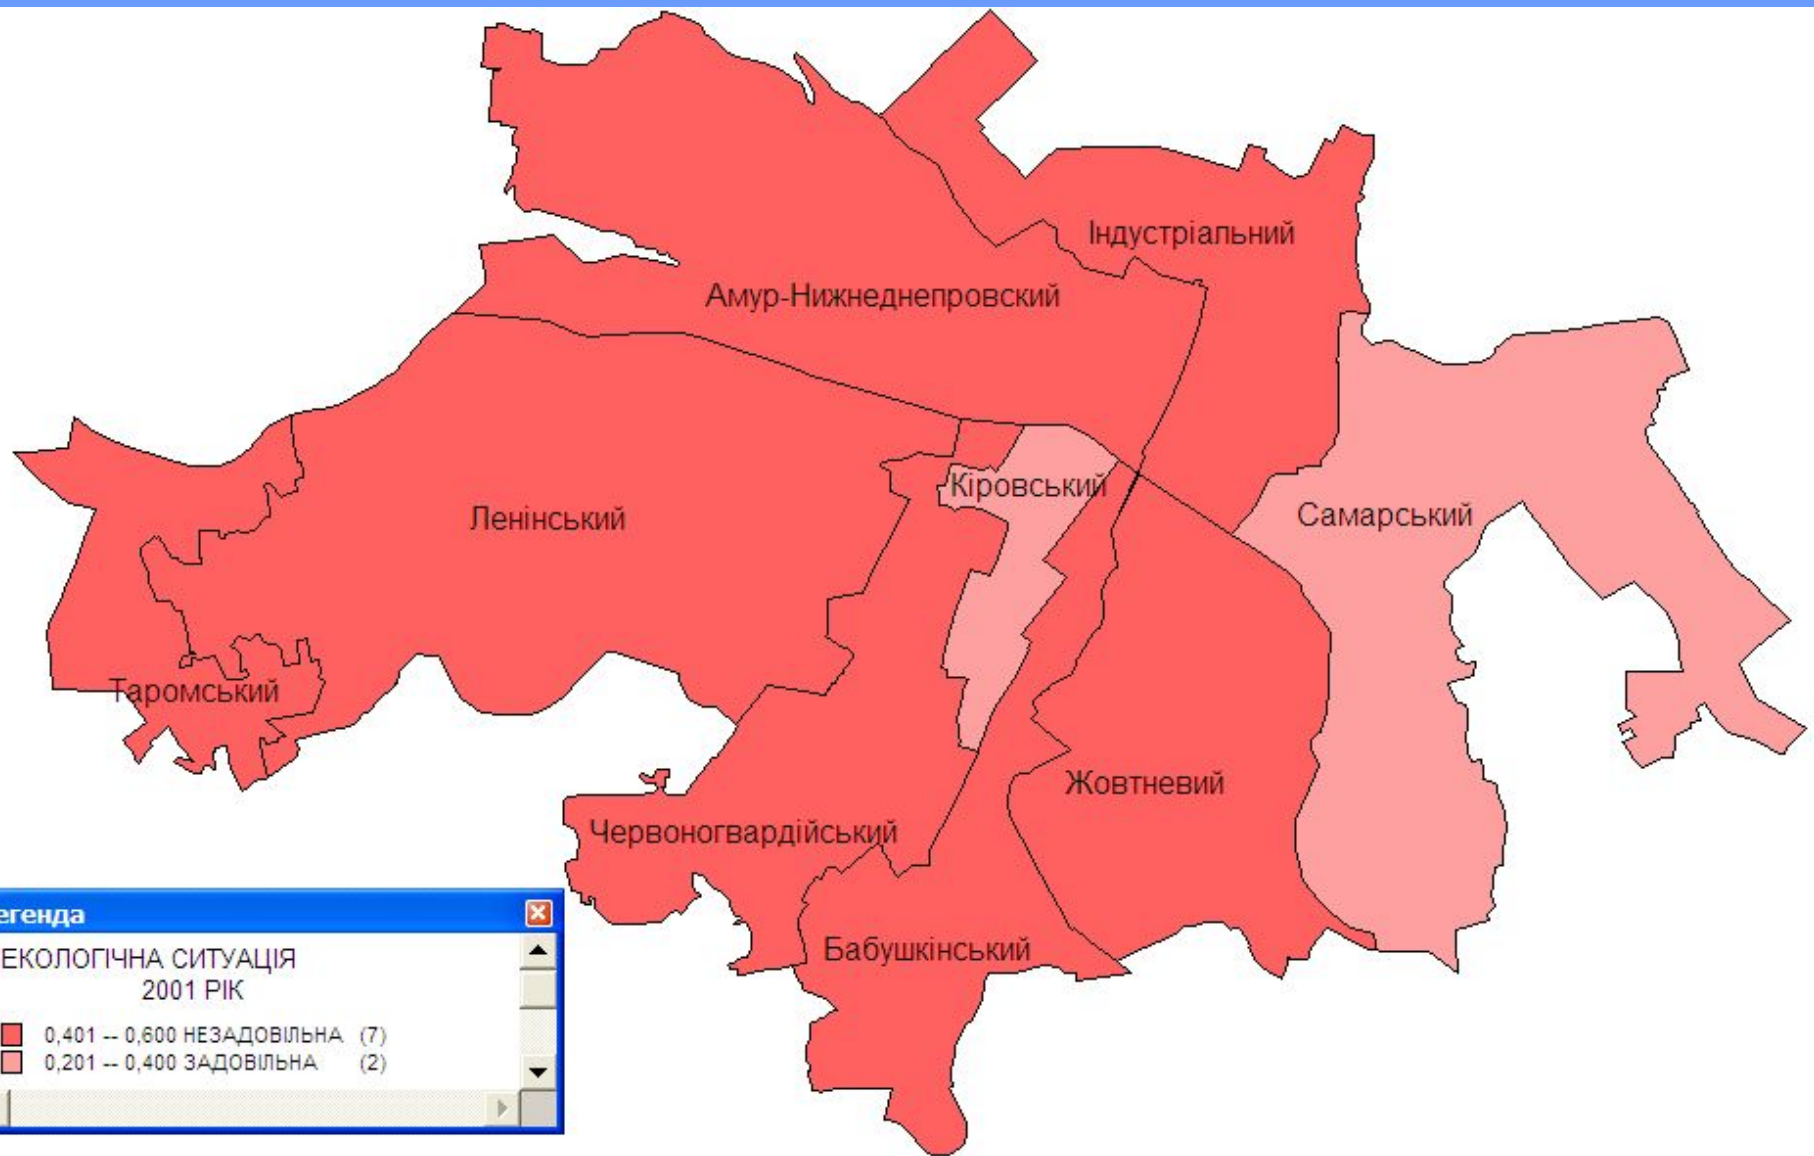 Індустріальний
Амур-Нижнеднепровский
Кіровський
Ленінський
Самарський
Таромський
Жовтневий
Червоногвардійський
Бабушкінський
егенда
ЕКОЛОГІЧНА СИТУАЦІЯ
2001 РІК
0,401 -- 0,600 НЕЗАДОВІЛЬНА (7)
0,201 -- 0,400 ЗАДОВІЛЬНА (2)